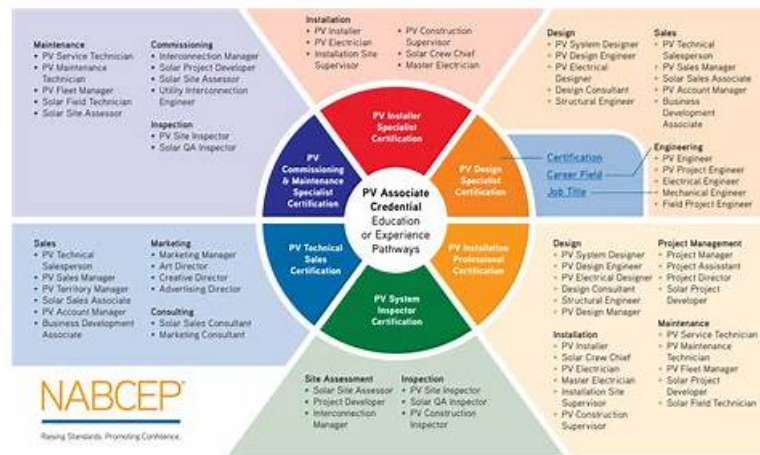 Maintenance
• PV Service Technician
• PV Maintenance
Technician
• PV Fleet Manager
• Solar Field Technician
• Solar Site Assessor
Commissioning
• Interconnection Manager
• Solar Project Developer
• Solar Site Assessor
• Utility Interconnection
Engineer
Inspection
• PV Site Inspector
• Solar QA Inspector
Installation
• PV Installer
• PV Electrician
• Installation Site
Supervisor
• PV Construction
Supervisor
• Solar Crew Chief
• Master Electrician
Design
• PV System Designer
• PV Design Engineer
• PV Electrical
Designer
• Design Consultant
• Structural Engineer
Sales
• PV Technical
Salesperson
• PV Sales Manager
• Solar Sales Associate
• PV Account Manager
• Business
Development
Associate
Engineering
• PV Engineer
• PV Project Engineer
• Electrical Engineer
• Mechanical Engineer
• Field Project Engineer
Certification
Career Field
Job Title
PV Installer
Specialist
Certification
PV
Commissioning
& Maintenance
Specialist
Certification
PV Design
Specialist
Certification
PV Associate
Credential
Education
or Experience
Pathways
PV Technical
Sales
Certification
PV Installation
Professional
Certification
PV System
Inspector
Certification
Sales
• PV Technical
Salesperson
• PV Sales Manager
• PV Territory Manager
• Solar Sales Associate
• PV Account Manager
• Business Development
Associate
Marketing
• Marketing Manager
• Art Director
• Creative Director
• Advertising Director
Consulting
• Solar Sales Consultant
• Marketing Consultant
Design
• PV System Designer
• PV Design Engineer
• PV Electrical Designer
• Design Consultant
• Structural Engineer
• PV Design Manager
Installation
• PV Installer
• Solar Crew Chief
• PV Electrician
• Master Electrician
• Installation Site
Supervisor
• PV Construction
Supervisor
Project Management
• Project Manager
• Project Assisstant
• Project Director
• Solar Project
Developer
Maintenance
• PV Service Technician
• PV Maintenance
Technician
• PV Fleet Manager
• Solar Project
Developer
• Solar Field Technician
Site Assessment
• Solar Site Assessor
• Project Developer
• Interconnection
Manager
Inspection
• PV Site Inspector
• Solar QA Inspector
• PV Construction
Inspector
NABCEP®
Raising Standards. Promoting Confidence.